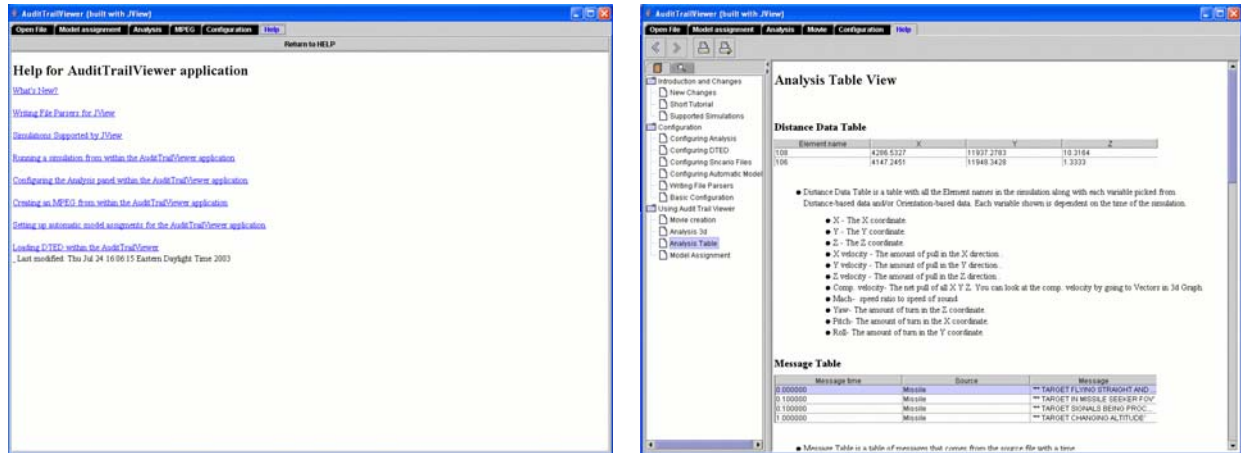 AuditTrailViewer (built with JView)
Open File Model assignment Analysis MPEG Configuration Help
Return to HELP
Help for AuditTrailViewer application
What's New?
Writing File Parsers for JView
Simulations Supported by JView
Running a simulation from within the AuditTrailViewer application
Configuring the Analysis panel within the AuditTrailViewer application
Creating an MPEG from within the AuditTrailViewer application
Setting up automatic model assignments for the AuditTrailViewer application
Loading DTED within the AuditTrailViewer
_Last modified: Thu Jul 24 16:06:15 Eastern Daylight Time 2003
AuditTrailViewer (built with JView)
Open File Model assignment Analysis Movie Configuration Help
Introduction and Changes
New Changes
Short Tutorial
Supported Simulations
Configuration
Configuring Analysis
Configuring DTED
Configuring Sncario Files
Configuring Automatic Model
Writing File Parsers
Basic Configuration
Using Audit Trail Viewer
Movie creation
Analysis 3d
Analysis Table
Model Assignment
Analysis Table View
Distance Data Table
Element name X Y Z
108 4286.5327 11937.2783 10.3164
106 4147.2451 11949.3428 1.3333
● Distance Data Table is a table with all the Element names in the simulation along with each variable picked from
Distance-based data and/or Orientation-based data. Each variable shown is dependent on the time of the simulation.
● X - The X coordinate.
● Y - The Y coordinate.
● Z - The Z coordinate.
● X velocity - The amount of pull in the X direction.
● Y velocity - The amount of pull in the Y direction.
● Z velocity - The amount of pull in the Z direction.
● Comp. velocity- The net pull of all X Y Z. You can look at the comp. velocity by going to Vectors in 3d Graph.
● Mach- speed ratio to speed of sound
● Yaw- The amount of turn in the Z coordinate.
● Pitch- The amount of turn in the X coordinate.
● Roll- The amount of turn in the Y coordinate.
Message Table
Message time Source Message
0.000000 Missile ** TARGET FLYING STRAIGHT AND ...
0.100000 Missile ** TARGET IN MISSILE SEEKER FOV'
0.100000 Missile ** TARGET SIGNALS BEING PROC...
1.000000 Missile ** TARGET CHANGING ALTITUDE'
● Message Table is a table of messages that comes from the source file with a time